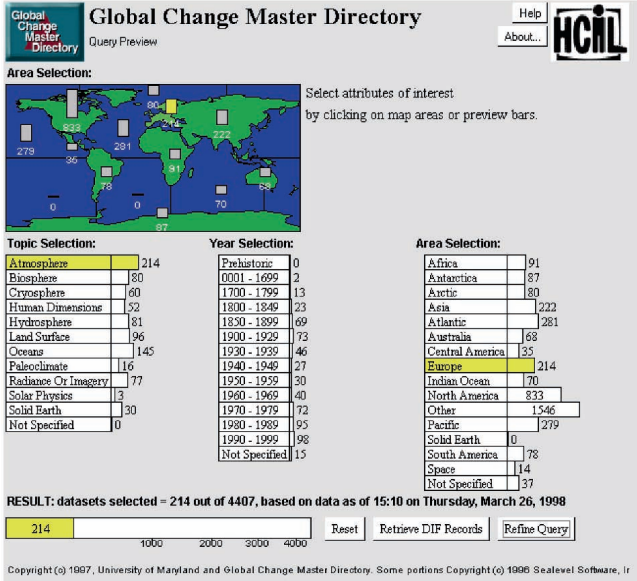 Global Change Master Directory
Global Change Master Directory
Query Preview
Help
About...
HCIL
Area Selection:
Select attributes of interest
by clicking on map areas or preview bars.
80
833
214
222
279
281
35
91
78
68
0
0
70
87
Topic Selection:
Atmosphere 214
Biosphere 80
Cryosphere 60
Human Dimensions 52
Hydrosphere 81
Land Surface 96
Oceans 145
Paleoclimate 16
Radiance Or Imagery 77
Solar Physics 3
Solid Earth 30
Not Specified 0
Year Selection:
Prehistoric 0
0001 - 1699 2
1700 - 1799 13
1800 - 1849 23
1850 - 1899 69
1900 - 1929 73
1930 - 1939 46
1940 - 1949 27
1950 - 1959 30
1960 - 1969 40
1970 - 1979 72
1980 - 1989 95
1990 - 1999 98
Not Specified 15
Area Selection:
Africa 91
Antarctica 87
Arctic 80
Asia 222
Atlantic 281
Australia 68
Central America 35
Europe 214
Indian Ocean 70
North America 833
Other 1546
Pacific 279
Solid Earth 0
South America 78
Space 14
Not Specified 37
RESULT: datasets selected = 214 out of 4407, based on data as of 15:10 on Thursday, March 26, 1998
214
1000 2000 3000 4000
Reset Retrieve DIF Records Refine Query
Copyright (c) 1997, University of Maryland and Global Change Master Directory. Some portions Copyright (c) 1996 Sealevel Software, Ir